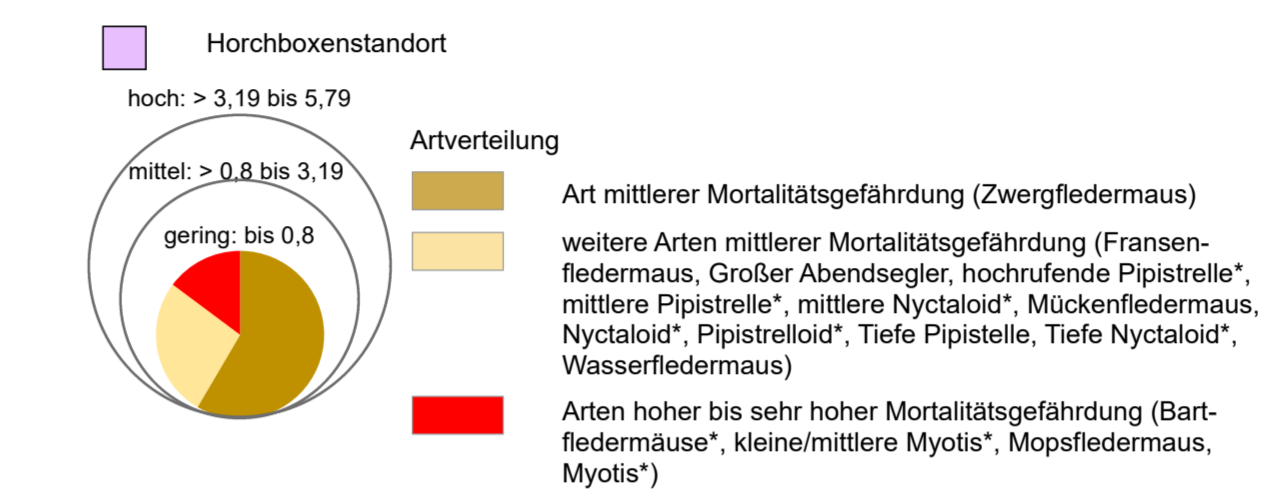 Horchboxenstandort
hoch: > 3,19 bis 5,79
mittel: > 0,8 bis 3,19
gering: bis 0,8
Artverteilung
Art mittlerer Mortalitätsgefährdung (Zwergfledermaus)
weitere Arten mittlerer Mortalitätsgefährdung (Fransen-
fledermaus, Großer Abendsegler, hochrufende Pipistrelle*,
mittlere Pipistrelle*, mittlere Nyctaloid*, Mückenfledermaus,
Nyctaloid*, Pipistrelloid*, Tiefe Pipistelle, Tiefe Nyctaloid*,
Wasserfledermaus)
Arten hoher bis sehr hoher Mortalitätsgefährdung (Bart-
fledermäuse*, kleine/mittlere Myotis*, Mopsfledermaus,
Myotis*)